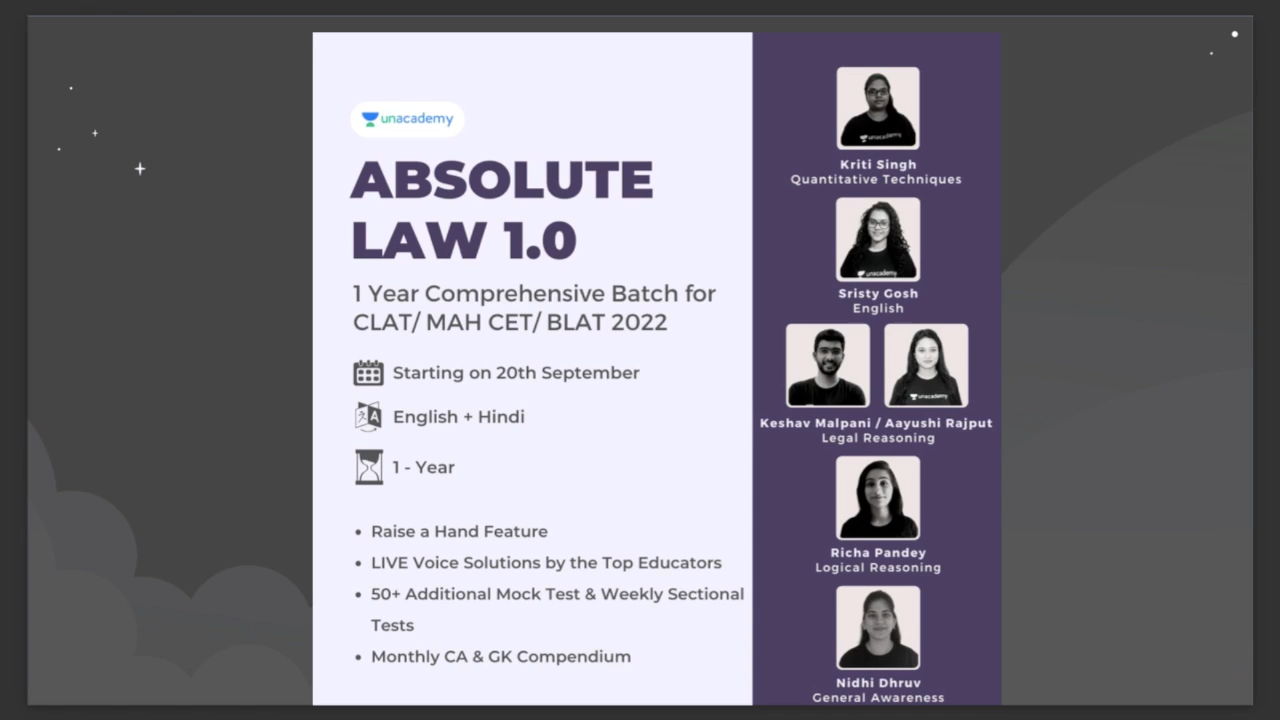 unacademy
ABSOLUTE
LAW 1.0
1 Year Comprehensive Batch for
CLAT/ MAH CET/ BLAT 2022
Starting on 20th September
English + Hindi
1 - Year
• Raise a Hand Feature
• LIVE Voice Solutions by the Top Educators
• 50+ Additional Mock Test & Weekly Sectional
Tests
• Monthly CA & GK Compendium
unacademy
Kriti Singh
Quantitative Techniques
unacademy
Sristy Gosh
English
unacademy
Keshav Malpani / Aayushi Rajput
Legal Reasoning
Richa Pandey
Logical Reasoning
Nidhi Dhruv
General Awareness